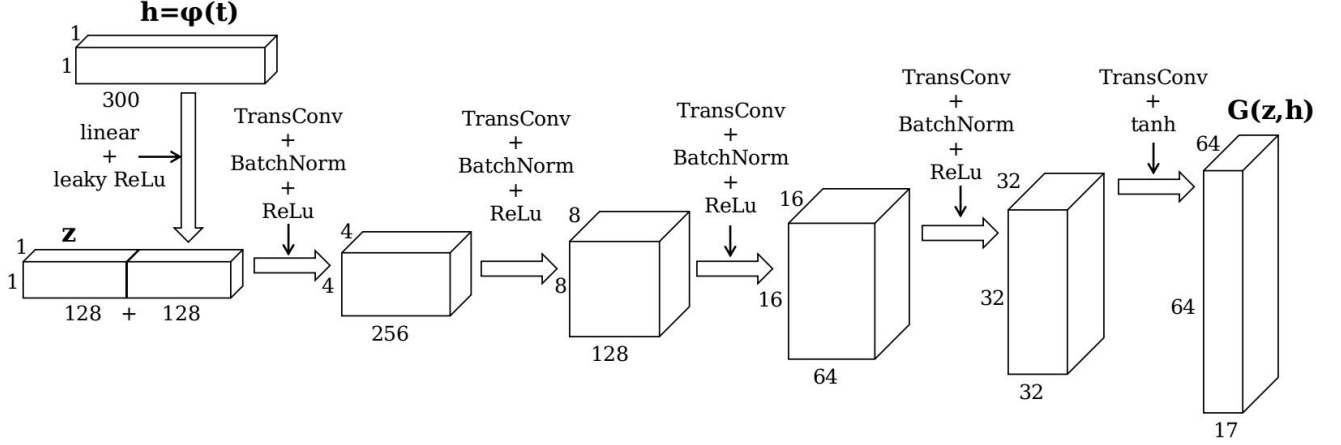 h=φ(t)
1
1
300
linear
+
leaky ReLu
z
1
1
128 + 128
TransConv
+
BatchNorm
+
ReLu
4
4
256
TransConv
+
BatchNorm
+
ReLu
8
8
128
TransConv
+
BatchNorm
+
ReLu
16
16
64
TransConv
+
BatchNorm
+
ReLu
32
32
32
TransConv
+
tanh
G(z,h)
64
64
17